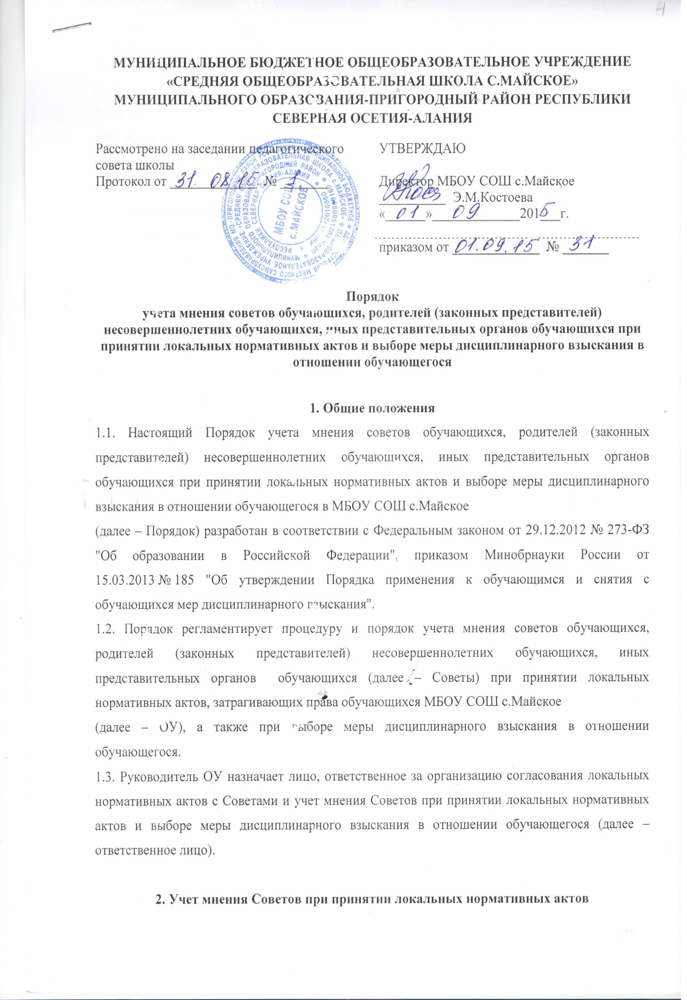 4
МУНИЦИПАЛЬНОЕ БЮДЖЕТНОЕ ОБЩЕОБРАЗОВАТЕЛЬНОЕ УЧРЕЖДЕНИЕ
«СРЕДНЯЯ ОБЩЕОБРАЗОВАТЕЛЬНАЯ ШКОЛА С.МАЙСКОЕ»
МУНИЦИПАЛЬНОГО ОБРАЗОВАНИЯ-ПРИГОРОДНЫЙ РАЙОН РЕСПУБЛИКИ
СЕВЕРНАЯ ОСЕТИЯ-АЛАНИЯ
Рассмотрено на заседании педагогического
совета школы
Протокол от 31. 08.15. № 1
МБОУ СОШ
с.МАЙСКОЕ
УТВЕРЖДАЮ
Директор МБОУ СОШ с.Майское
Э.М.Костоева
«01» 09 2015 г.
приказом от 01.09.15 № 31
Порядок
учета мнения советов обучающихся, родителей (законных представителей)
несовершеннолетних обучающихся, иных представительных органов обучающихся при
принятии локальных нормативных актов и выборе меры дисциплинарного взыскания в
отношении обучающегося
1. Общие положения
1.1. Настоящий Порядок учета мнения советов обучающихся, родителей (законных
представителей) несовершеннолетних обучающихся, иных представительных органов
обучающихся при принятии локальных нормативных актов и выборе меры дисциплинарного
взыскания в отношении обучающегося в МБОУ СОШ с.Майское
(далее – Порядок) разработан в соответствии с Федеральным законом от 29.12.2012 № 273-ФЗ
"Об образовании в Российской Федерации", приказом Минобрнауки России от
15.03.2013 № 185 "Об утверждении Порядка применения к обучающимся и снятия с
обучающихся мер дисциплинарного взыскания".
1.2. Порядок регламентирует процедуру и порядок учета мнения советов обучающихся,
родителей (законных представителей) несовершеннолетних обучающихся, иных
представительных органов обучающихся (далее – Советы) при принятии локальных
нормативных актов, затрагивающих права обучающихся МБОУ СОШ с.Майское
(далее – ОУ), а также при выборе меры дисциплинарного взыскания в отношении
обучающегося.
1.3. Руководитель ОУ назначает лицо, ответственное за организацию согласования локальных
нормативных актов с Советами и учет мнения Советов при принятии локальных нормативных
актов и выборе меры дисциплинарного взыскания в отношении обучающегося (далее –
ответственное лицо).
2. Учет мнения Советов при принятии локальных нормативных актов